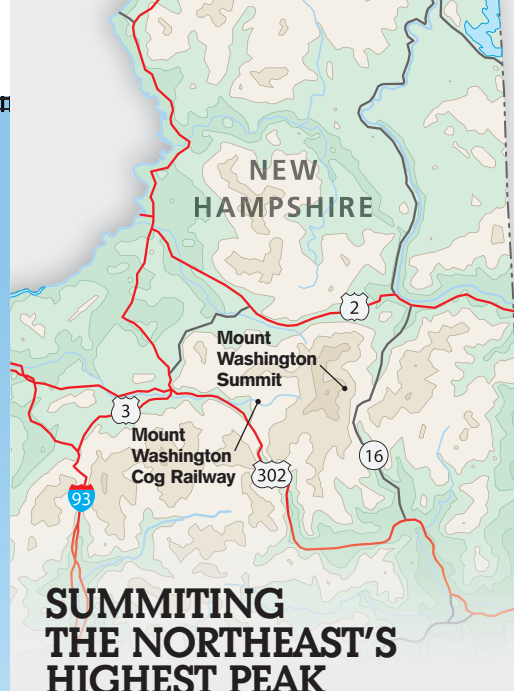 NEW
HAMPSHIRE
2
Mount
Washington
Summit
3
Mount
Washington
Cog Railway
302
16
93
SUMMITING
THE NORTHEAST'S
HIGHEST PEAK